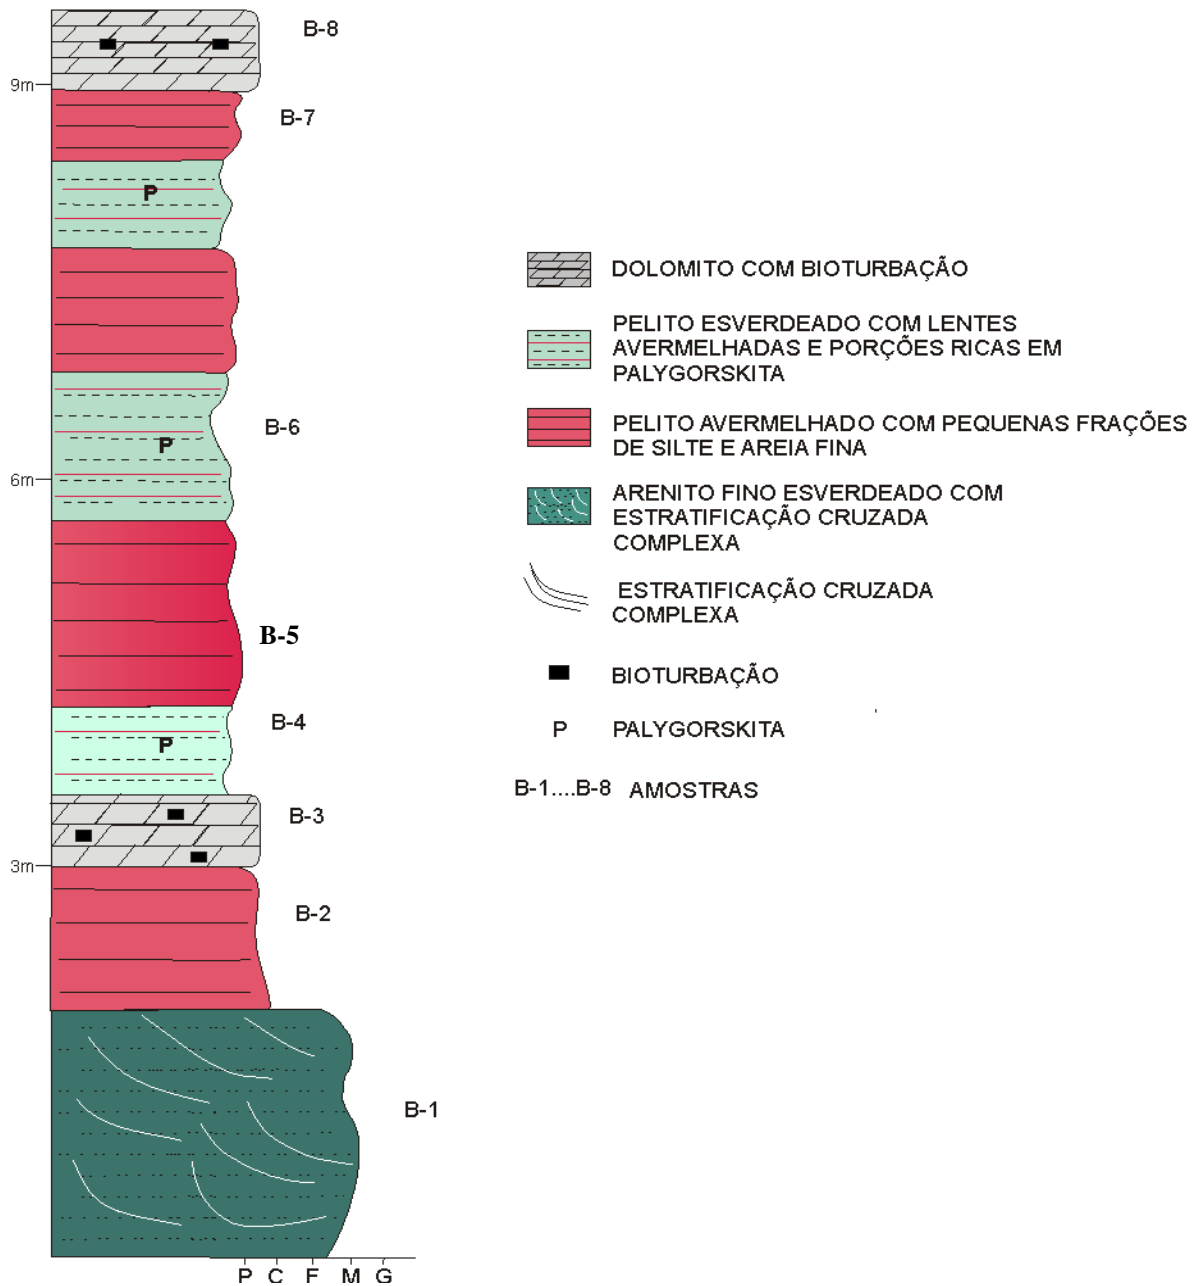 B-8
9m
B-7
P
B-6
P
6m
B-5
B-4
P
B-3
3m
B-2
B-1
P C F M G
DOLOMITO COM BIOTURBAÇÃO
PELITO ESVERDEADO COM LENTES
AVERMELHADAS E PORÇÕES RICAS EM
PALYGORSKITA
PELITO AVERMELHADO COM PEQUENAS FRAÇÕES
DE SILTE E AREIA FINA
ARENITO FINO ESVERDEADO COM
ESTRATIFICAÇÃO CRUZADA
COMPLEXA
ESTRATIFICAÇÃO CRUZADA
COMPLEXA
BIOTURBAÇÃO
P PALYGORSKITA
B-1....B-8 AMOSTRAS